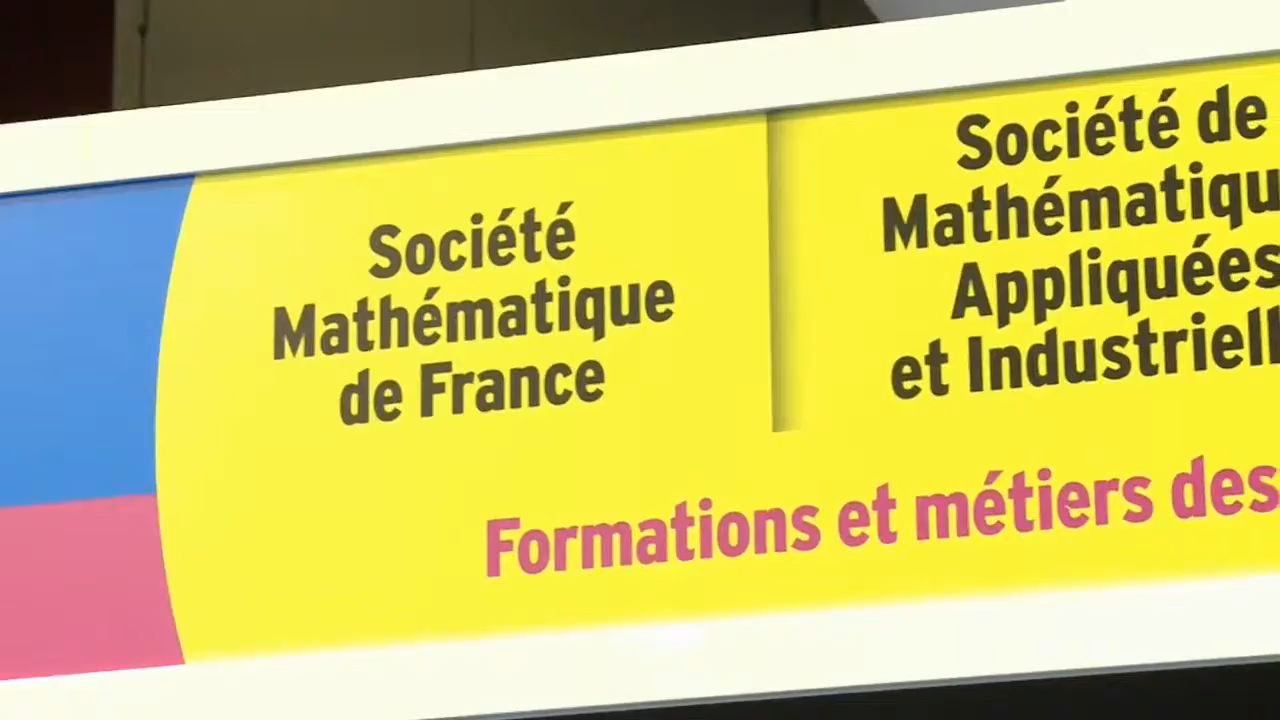 Société
Mathématique
de France
Société de
Mathématiqu
Appliquées
et Industriell
Formations et métiers des